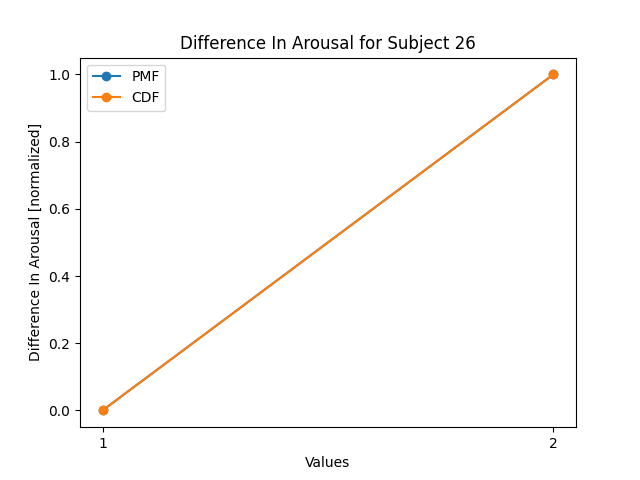 Difference In Arousal for Subject 26
PMF
CDF
Difference In Arousal [normalized]
1.0
0.8
0.6
0.4
0.2
0.0
1
2
Values